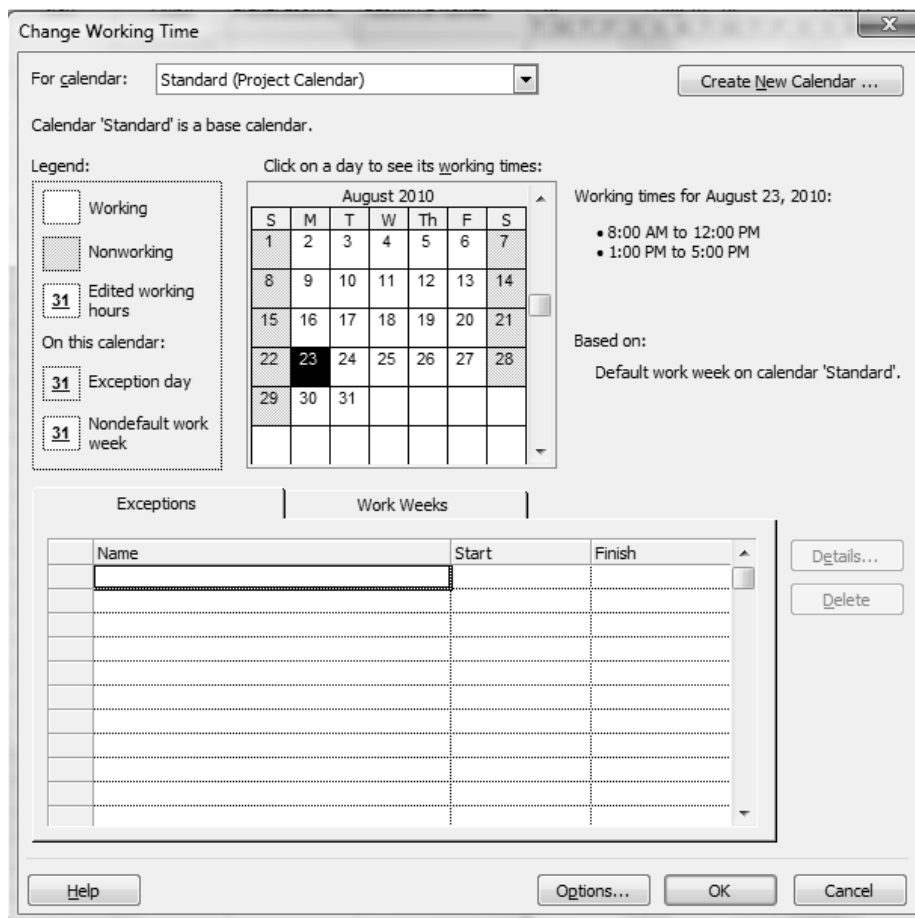 Change Working Time
X
For calendar:
Standard (Project Calendar)
Create New Calendar ...
Calendar 'Standard' is a base calendar.
Legend:
Click on a day to see its working times:
Working
Nonworking
31 Edited working
hours
On this calendar:
31 Exception day
31 Nondefault work
week
August 2010
S M T W Th F S
1 2 3 4 5 6 7
8 9 10 11 12 13 14
15 16 17 18 19 20 21
22 23 24 25 26 27 28
29 30 31
Working times for August 23, 2010:
• 8:00 AM to 12:00 PM
• 1:00 PM to 5:00 PM
Based on:
Default work week on calendar 'Standard'.
Exceptions
Work Weeks
Name Start Finish
Details...
Delete
Help
Options...
OK
Cancel